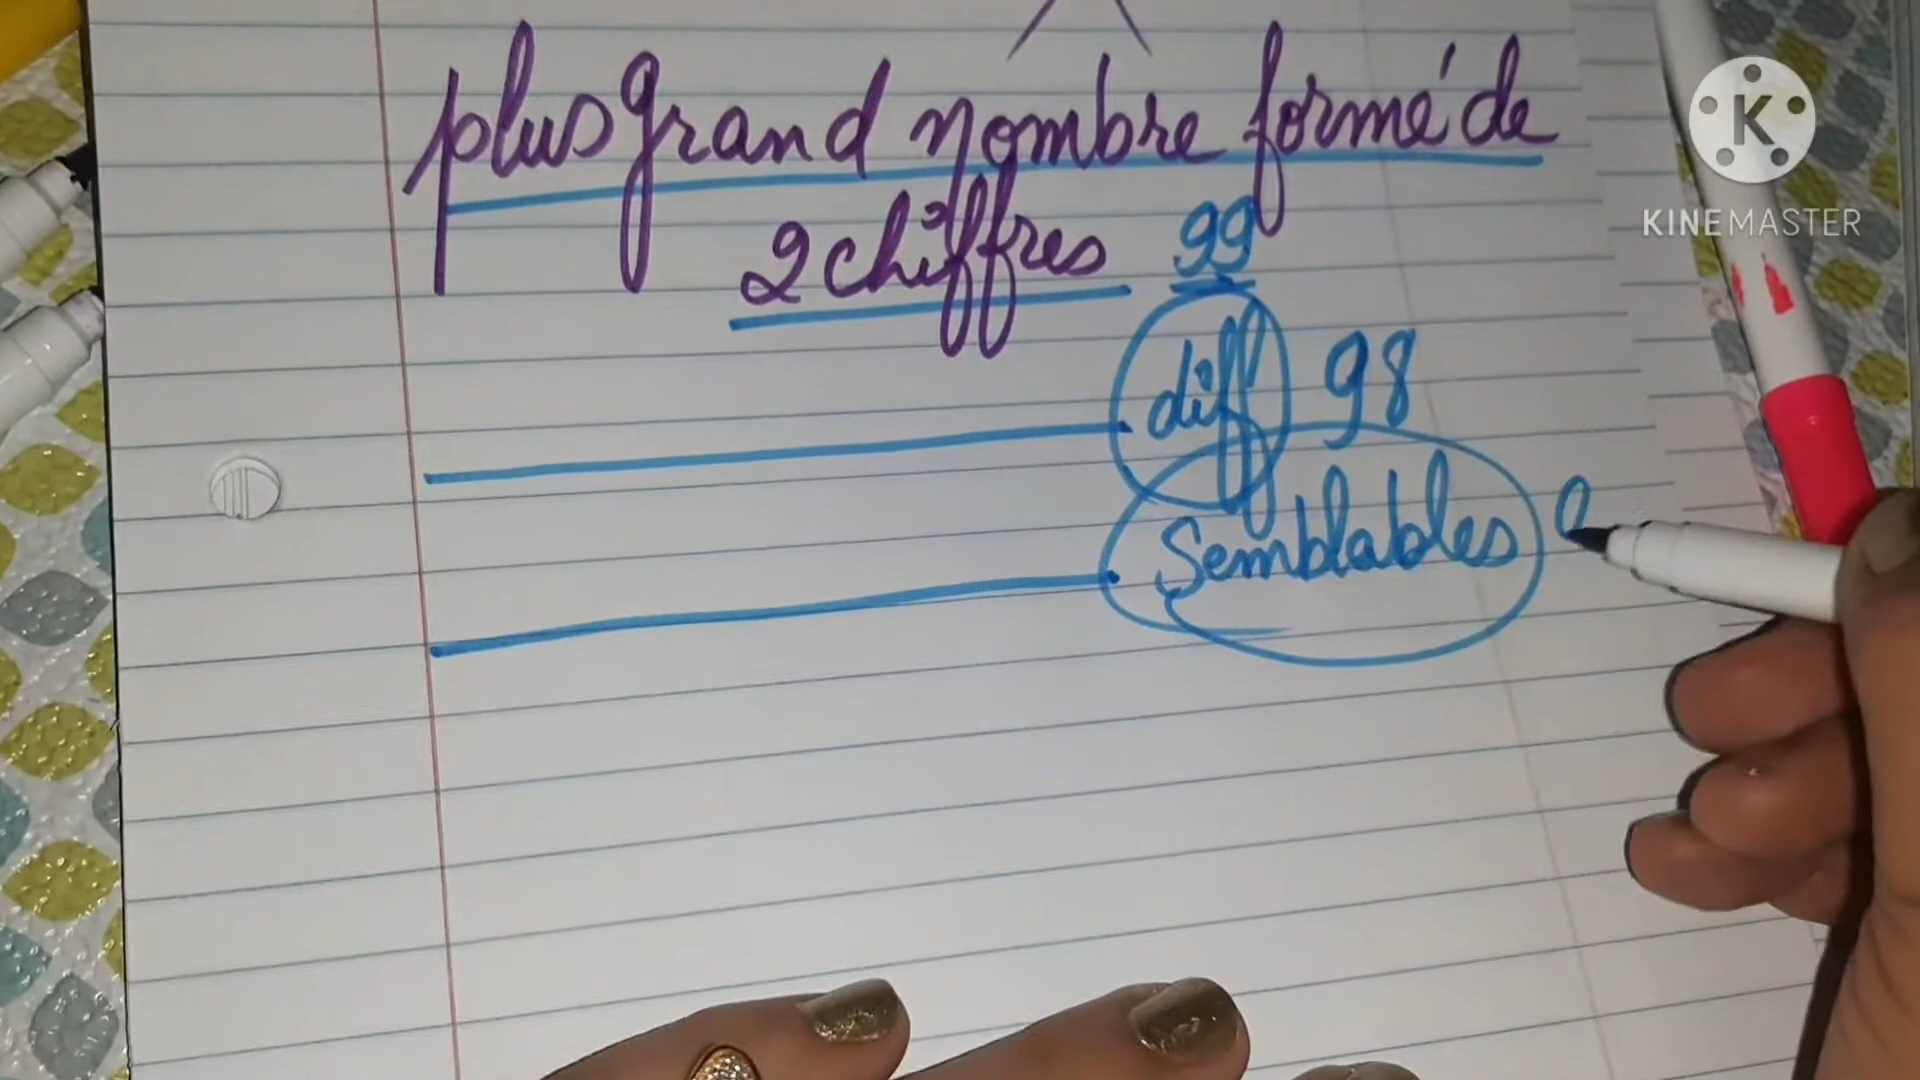 plus grand nombre formé de
2 chiffres 99
diff 98
Semblables
K
KINEMASTER